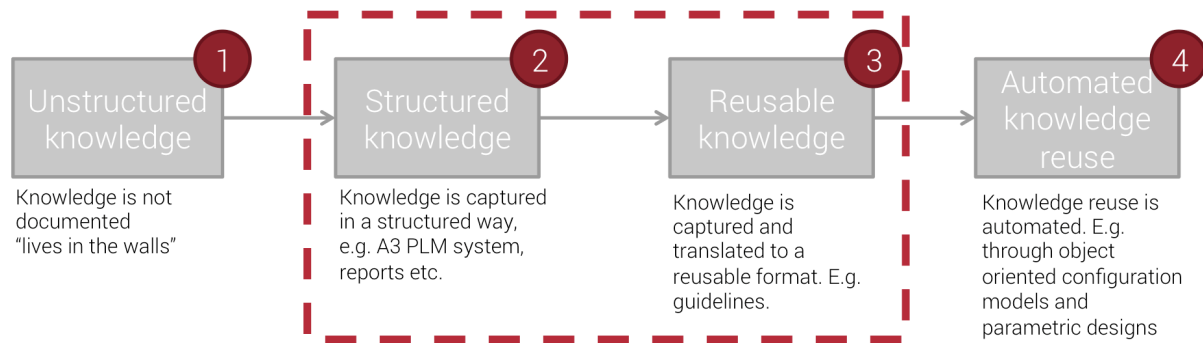 1
Unstructured
knowledge
Knowledge is not
documented
“lives in the walls”
2
Structured
knowledge
Knowledge is captured
in a structured way,
e.g. A3 PLM system,
reports etc.
3
Reusable
knowledge
Knowledge is
captured and
translated to a
reusable format. E.g.
guidelines.
4
Automated
knowledge
reuse
Knowledge reuse is
automated. E.g.
through object
oriented configuration
models and
parametric designs